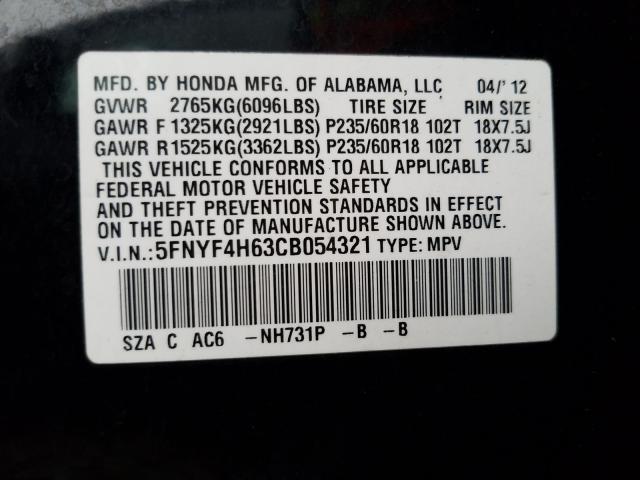 MFD. BY HONDA MFG. OF ALABAMA, LLC 04/'12
GVWR 2765KG(6096LBS) TIRE SIZE RIM SIZE
GAWR F 1325KG(2921LBS) P235/60R18 102T 18X7.5J
GAWR R 1525KG(3362LBS) P235/60R18 102T 18X7.5J
THIS VEHICLE CONFORMS TO ALL APPLICABLE
FEDERAL MOTOR VEHICLE SAFETY
AND THEFT PREVENTION STANDARDS IN EFFECT
ON THE DATE OF MANUFACTURE SHOWN ABOVE.
V.I.N.: 5FNYF4H63CB054321 TYPE: MPV
SZA C AC6 -NH731P -B -B